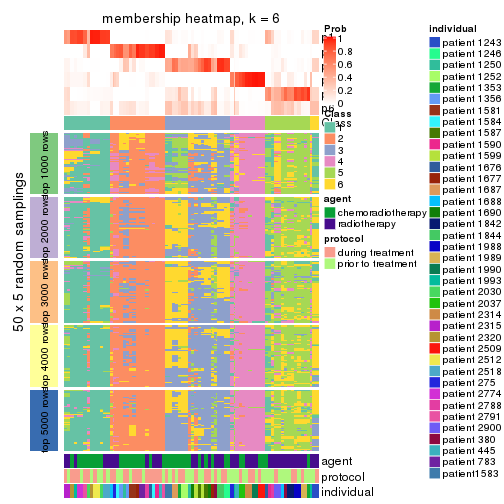 membership heatmap, k = 6
50 x 5 random samplings
top 1000 rows
top 2000 rows
top 3000 rows
top 4000 rows
top 5000 rows
Prob
1
0.8
0.6
0.4
0.2
0
Class
1
2
3
4
5
6
agent
chemoradiotherapy
radiotherapy
protocol
during treatment
prior to treatment
individual
patient 1243
patient 1246
patient 1250
patient 1252
patient 1353
patient 1356
patient 1581
patient 1584
patient 1587
patient 1590
patient 1599
patient 1676
patient 1677
patient 1687
patient 1688
patient 1690
patient 1842
patient 1844
patient 1988
patient 1989
patient 1990
patient 1993
patient 2030
patient 2037
patient 2314
patient 2315
patient 2320
patient 2509
patient 2512
patient 2518
patient 275
patient 2774
patient 2788
patient 2791
patient 2900
patient 380
patient 445
patient 783
patient1583
agent
protocol
individual